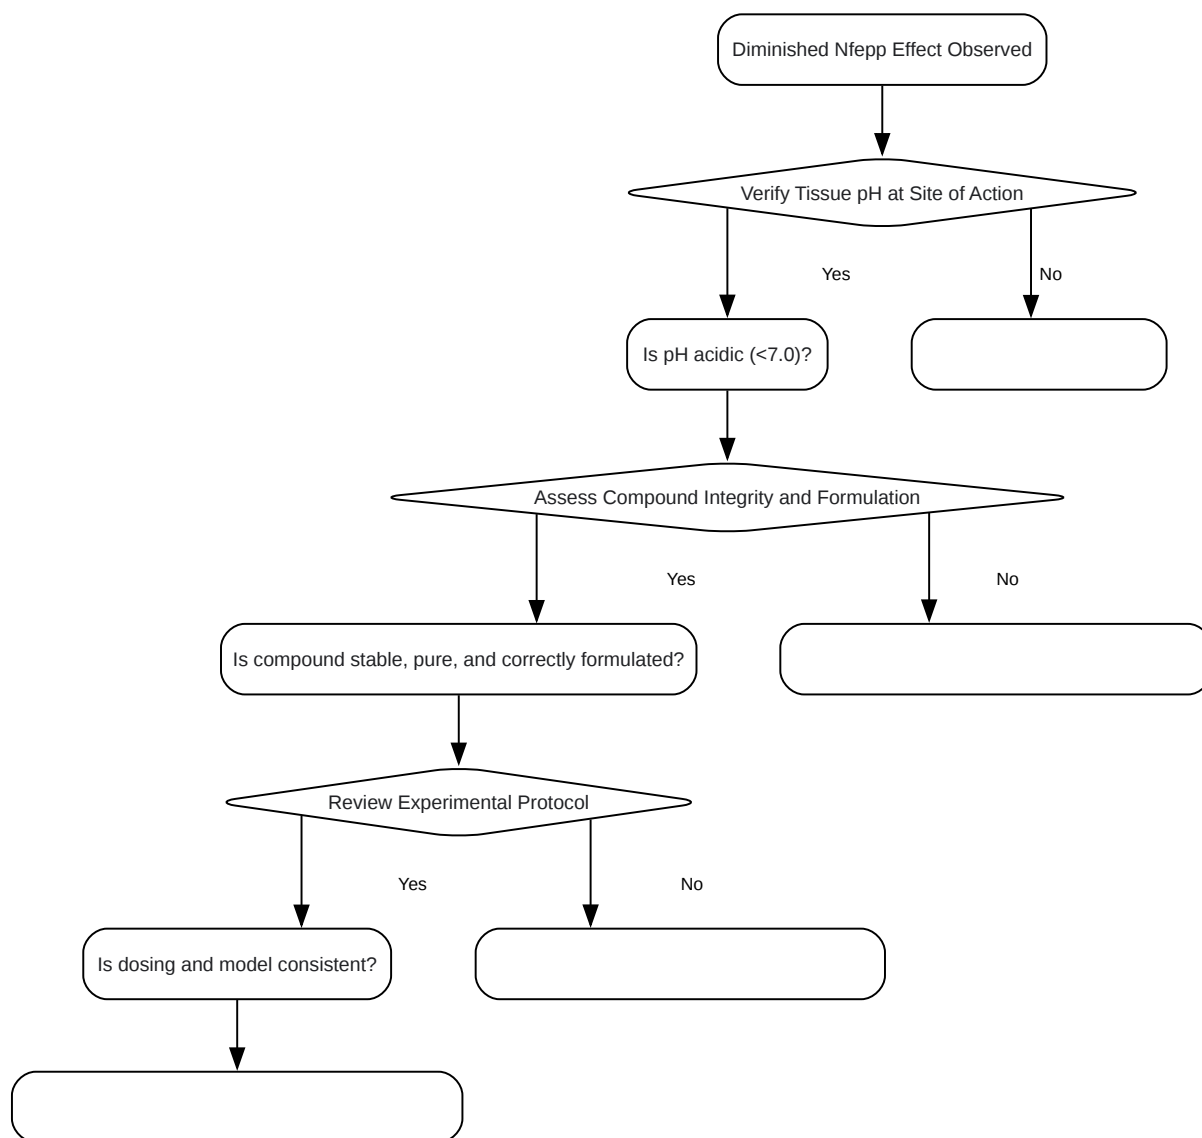 Diminished Nfepp Effect Observed
Verify Tissue pH at Site of Action
Yes
No
Is pH acidic (<7.0)?
Assess Compound Integrity and Formulation
Yes
No
Is compound stable, pure, and correctly formulated?
Review Experimental Protocol
Yes
No
Is dosing and model consistent?